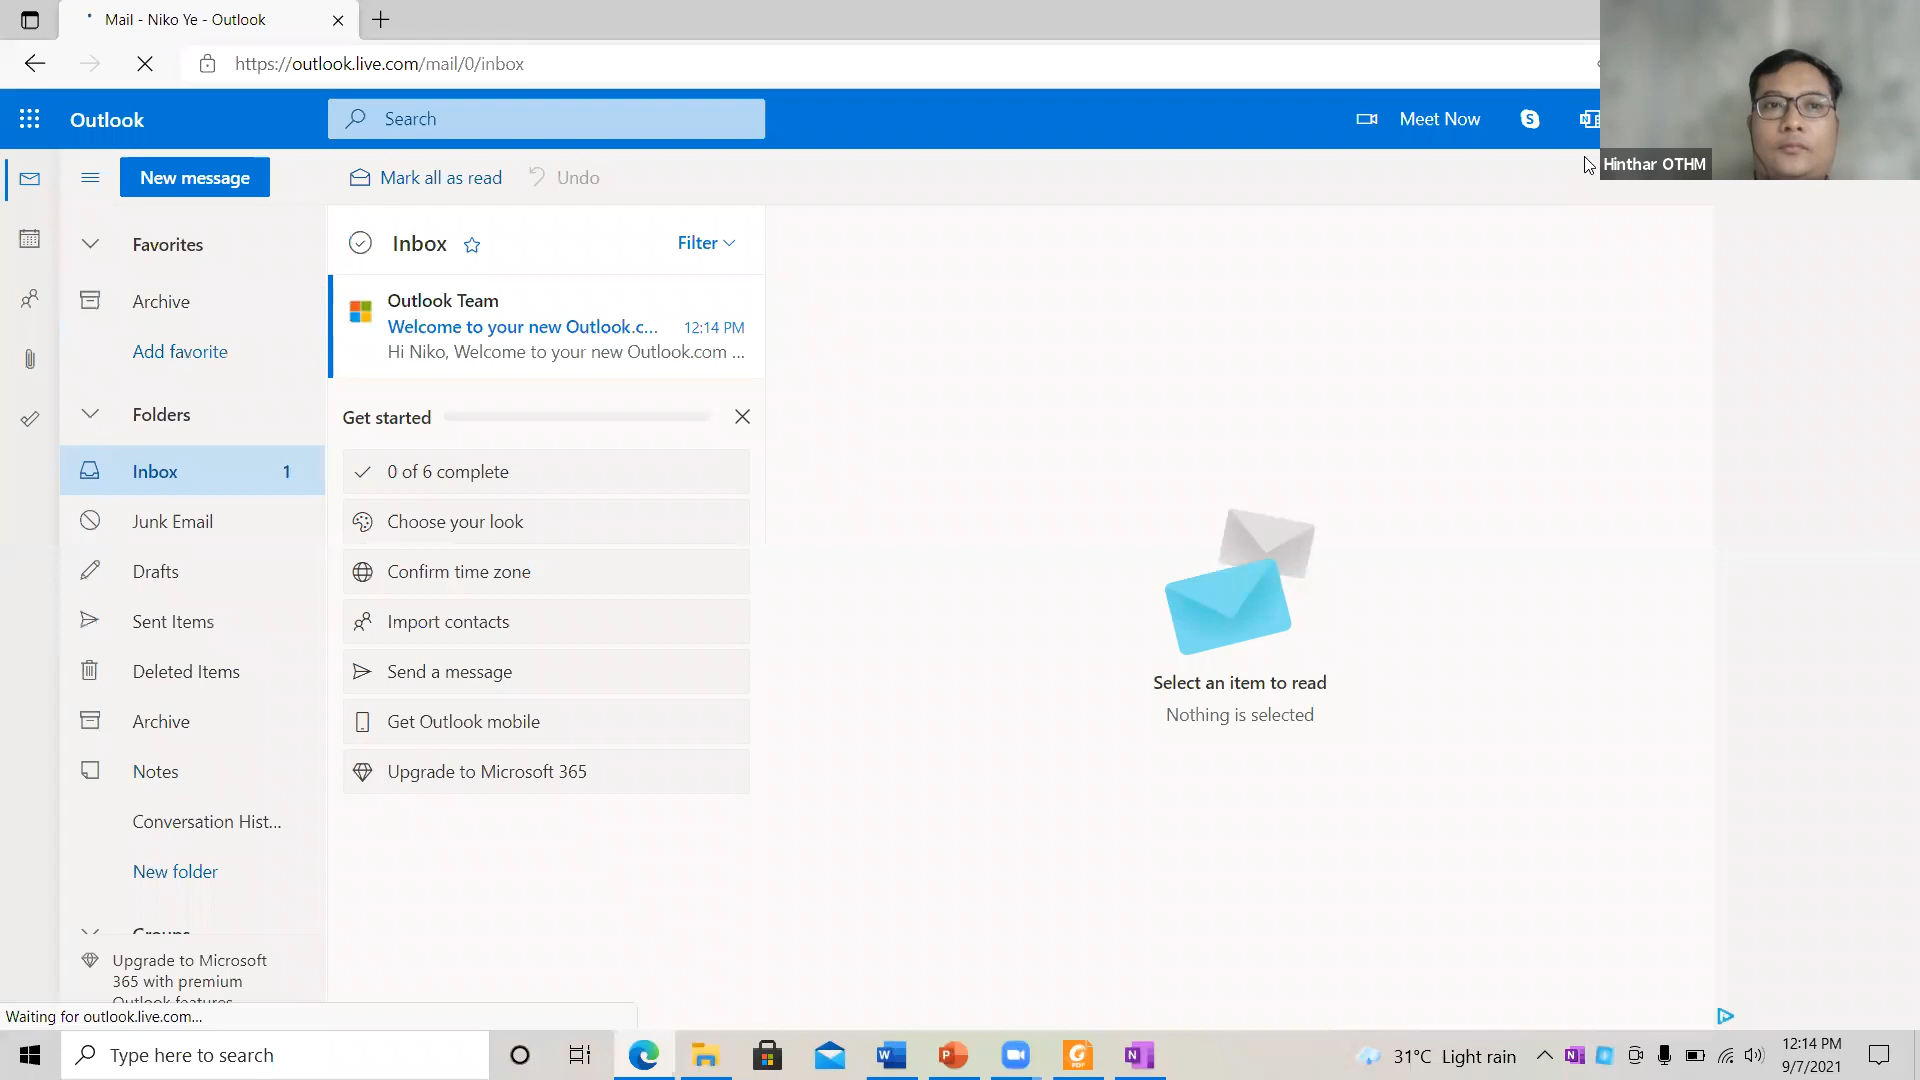 Mail - Niko Ye - Outlook
https://outlook.live.com/mail/0/inbox
Outlook
Search
Meet Now
Hinthar OTHM
New message
Mark all as read
Undo
Favorites
Archive
Add favorite
Folders
Inbox 1
Junk Email
Drafts
Sent Items
Deleted Items
Archive
Notes
Conversation Hist...
New folder
Groups
Upgrade to Microsoft
365 with premium
Outlook features
Inbox
Filter
Outlook Team
Welcome to your new Outlook.c... 12:14 PM
Hi Niko, Welcome to your new Outlook.com ...
Get started
0 of 6 complete
Choose your look
Confirm time zone
Import contacts
Send a message
Get Outlook mobile
Upgrade to Microsoft 365
Select an item to read
Nothing is selected
Waiting for outlook.live.com...
Type here to search
31°C Light rain
12:14 PM
9/7/2021